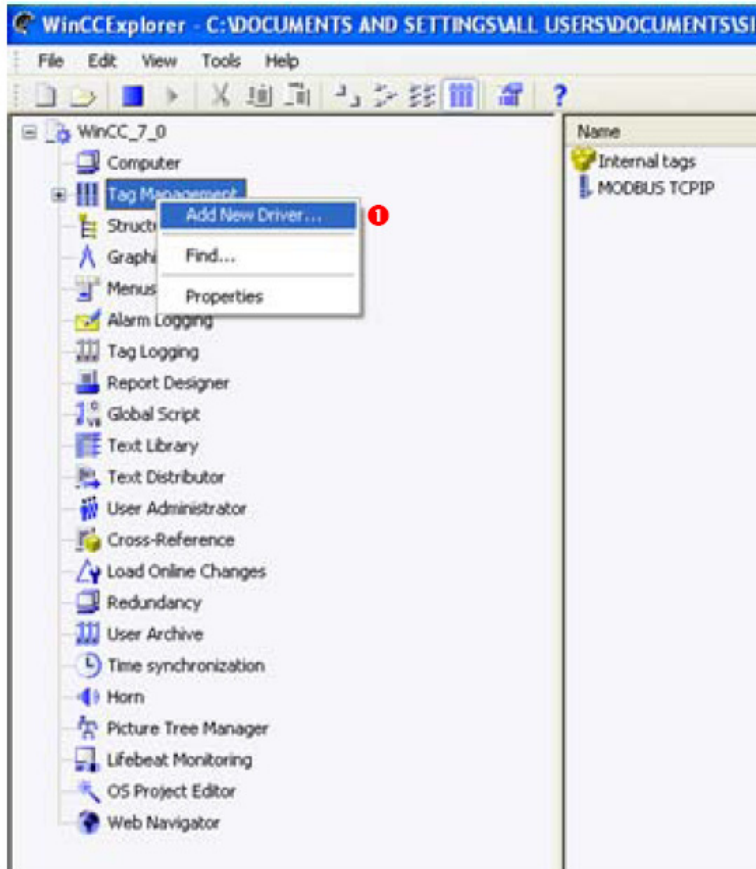 WinCCExplorer - C:\DOCUMENTS AND SETTINGS\ALL USERS\DOCUMENTS\SI
File Edit View Tools Help
?
WinCC_7_0
Computer
Tag Management
Add New Driver...
1
Find...
Properties
Structu
Graphi
Menus
Alarm Logging
Tag Logging
Report Designer
Global Script
Text Library
Text Distributor
User Administrator
Cross-Reference
Load Online Changes
Redundancy
User Archive
Time synchronization
Horn
Picture Tree Manager
Lifebeat Monitoring
OS Project Editor
Web Navigator
Name
Internal tags
MODBUS TCPIP